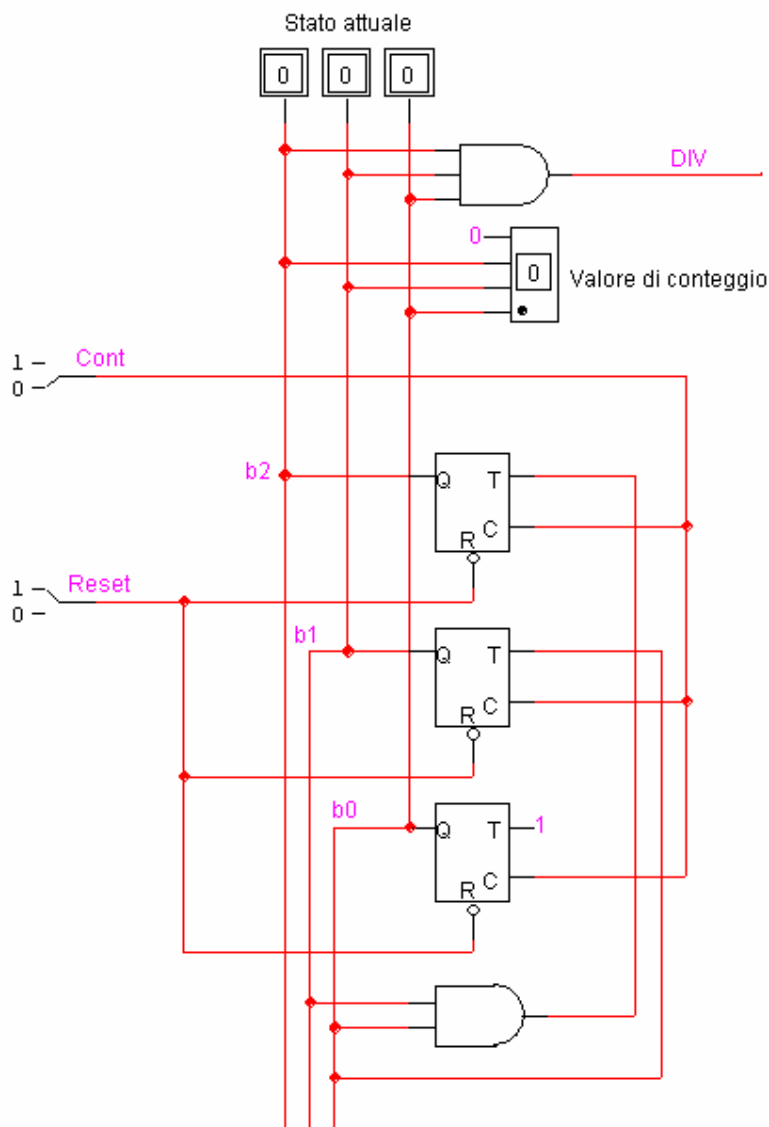 Stato attuale
0 0 0
DIV
0
0 Valore di conteggio
1 Cont
0
b2 Q T
C
R
1 Reset
0
b1 Q T
C
R
b0 Q T 1
C
R